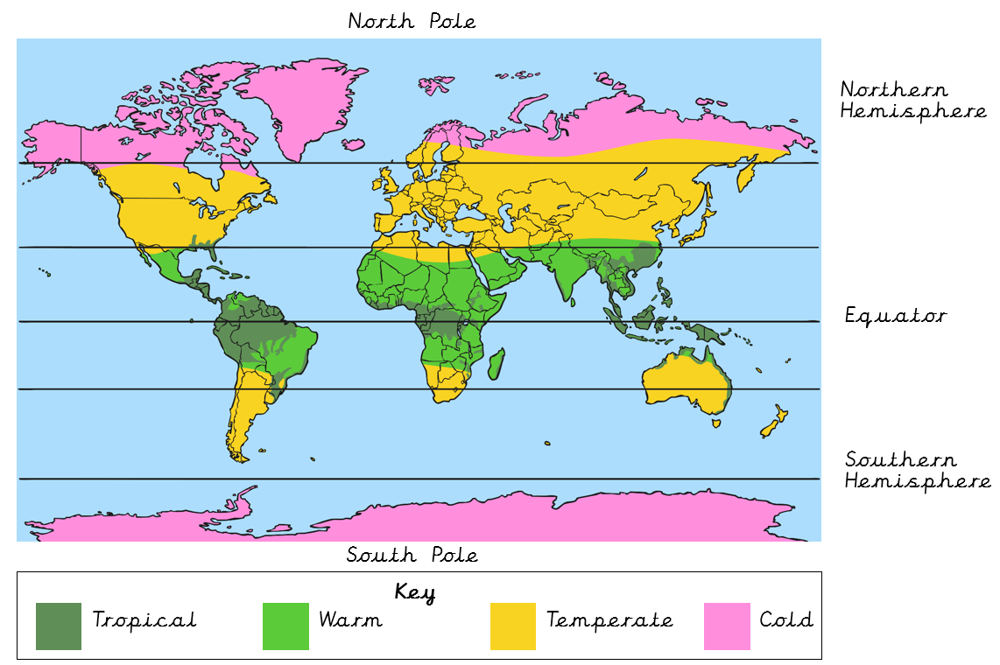 North Pole
Northern
Hemisphere
Equator
Southern
Hemisphere
South Pole
Key
Tropical
Warm
Temperate
Cold